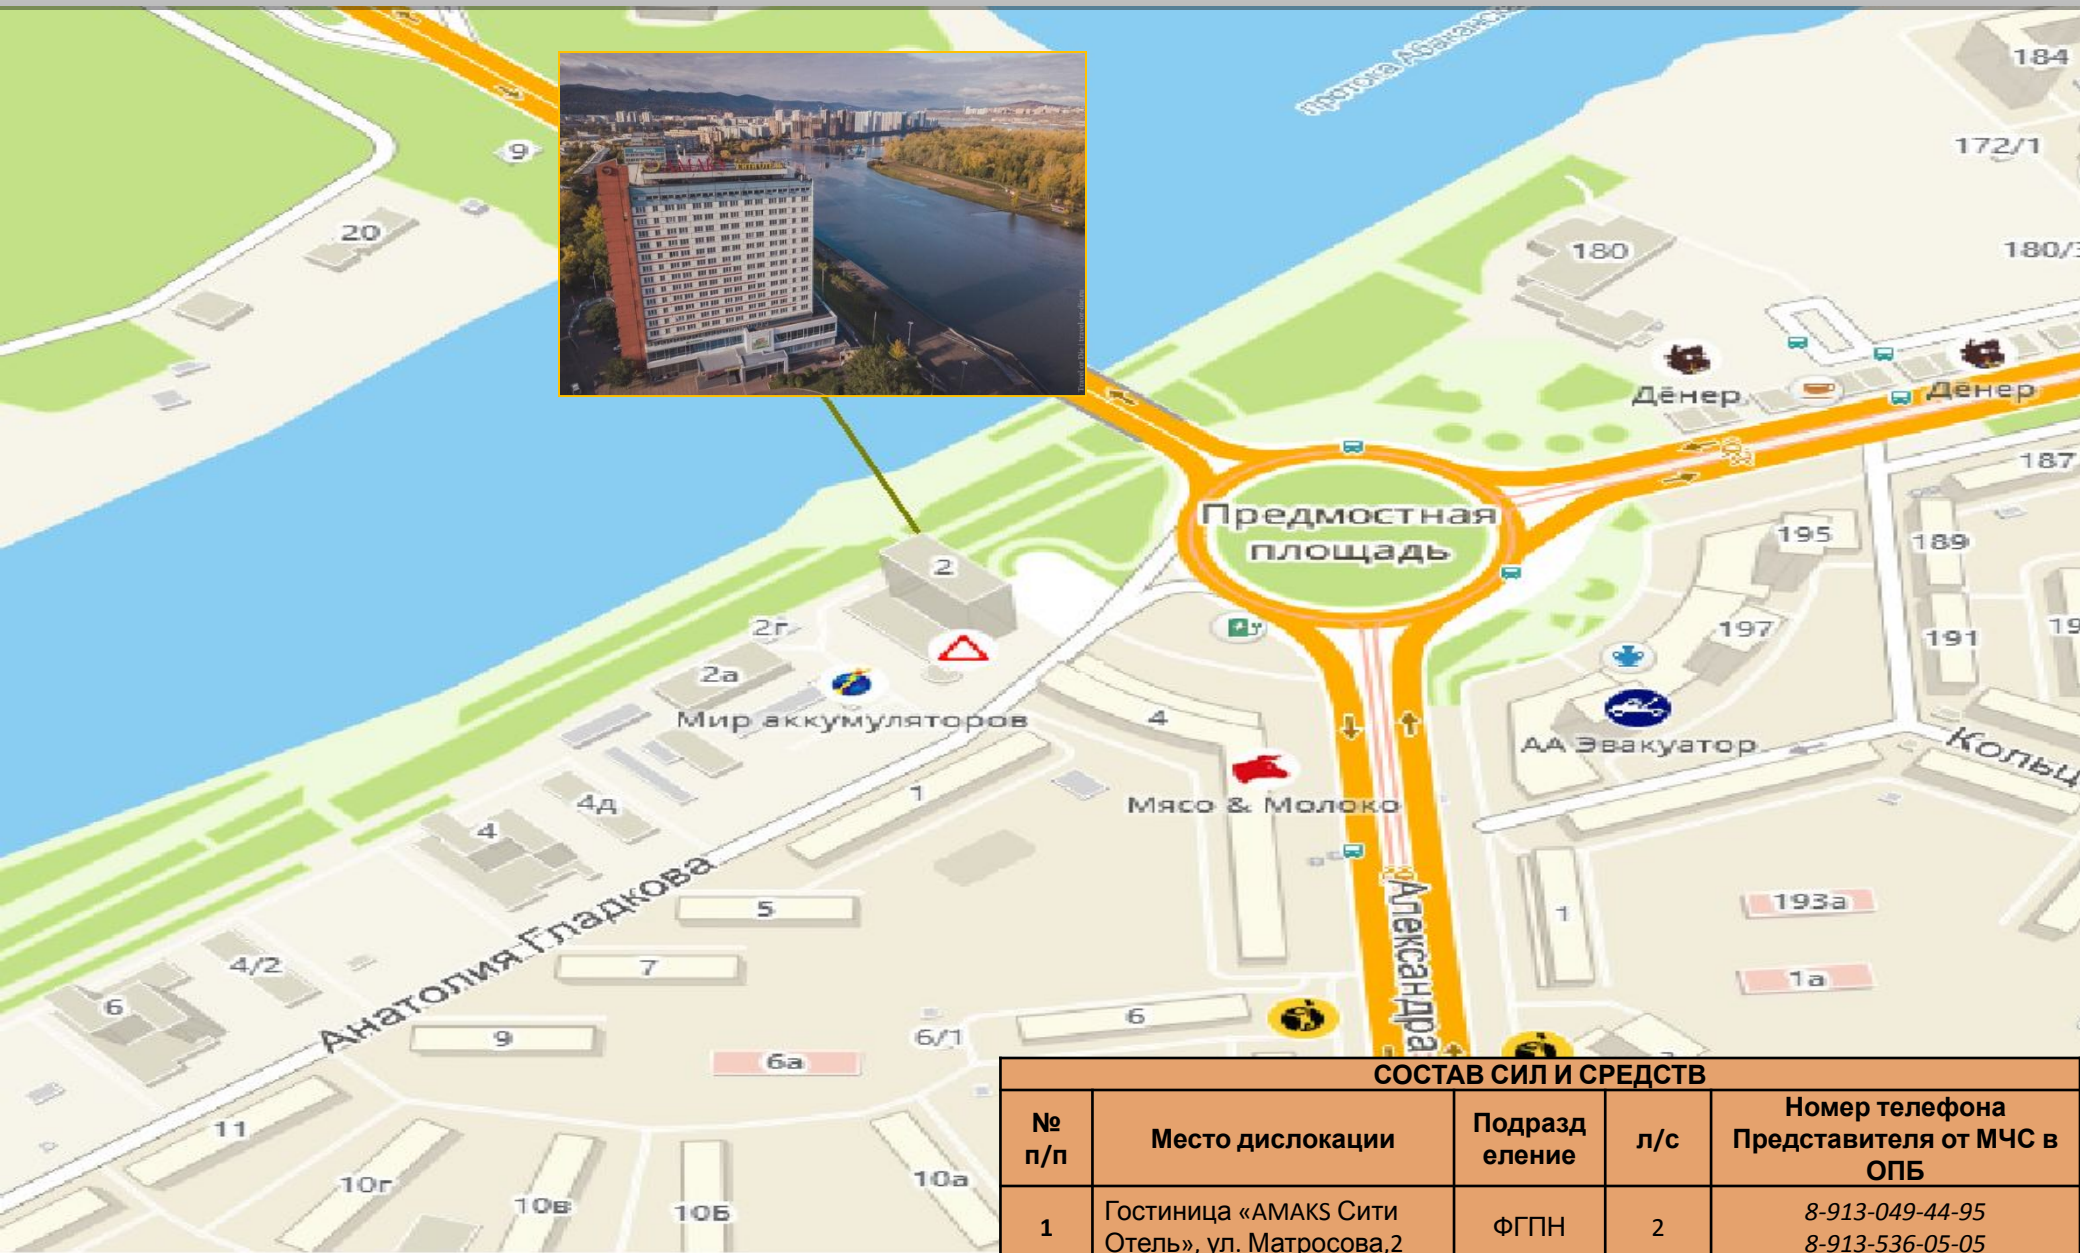 протока Абаканская
184
172/1
9
20
180
180/3
АМАКS
Дёнер
Дёнер
187
Предмостная
площадь
195
189
2
2г
197
191
19
2а
Мир аккумуляторов
4
АА Эвакуатор
1
Мясо & Молоко
4д
4
Анатолия Гладкова
5
Александра
1
193а
4/2
7
1а
6
9
6
6/1
6а
11
10г
10в
10Б
10а
СОСТАВ СИЛ И СРЕДСТВ
№
п/п
Место дислокации
Подразд
еление
л/с
Номер телефона
Представителя от МЧС в
ОПБ
1
Гостиница «AMAKS Сити
Отель», ул. Матросова,2
ФГПН
2
8-913-049-44-95
8-913-536-05-05